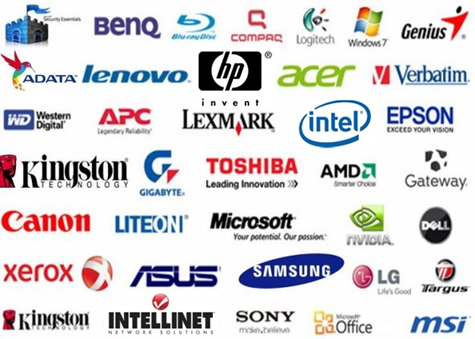 Security Essentials
BenQ
Blu-rayDisc
COMPAQ
Logitech
Windows 7
Genius
ADATA
lenovo
hp
invent
acer
Verbatim.
WD Western Digital
APC
Legendary Reliability
LEXMARK
intel
EPSON
EXCEED YOUR VISION
Kingston
TECHNOLOGY
GIGABYTE
TOSHIBA
Leading Innovation
AMD
Smarter Choice
Gateway
Canon
LITEON
Microsoft
Your potential. Our passion.
NVIDIA
DELL
xerox
ASUS
SAMSUNG
LG
Life's Good
Targus
Kingston
TECHNOLOGY
INTELLINET
NETWORK SOLUTIONS
SONY
make.believe
Microsoft
Office
msi